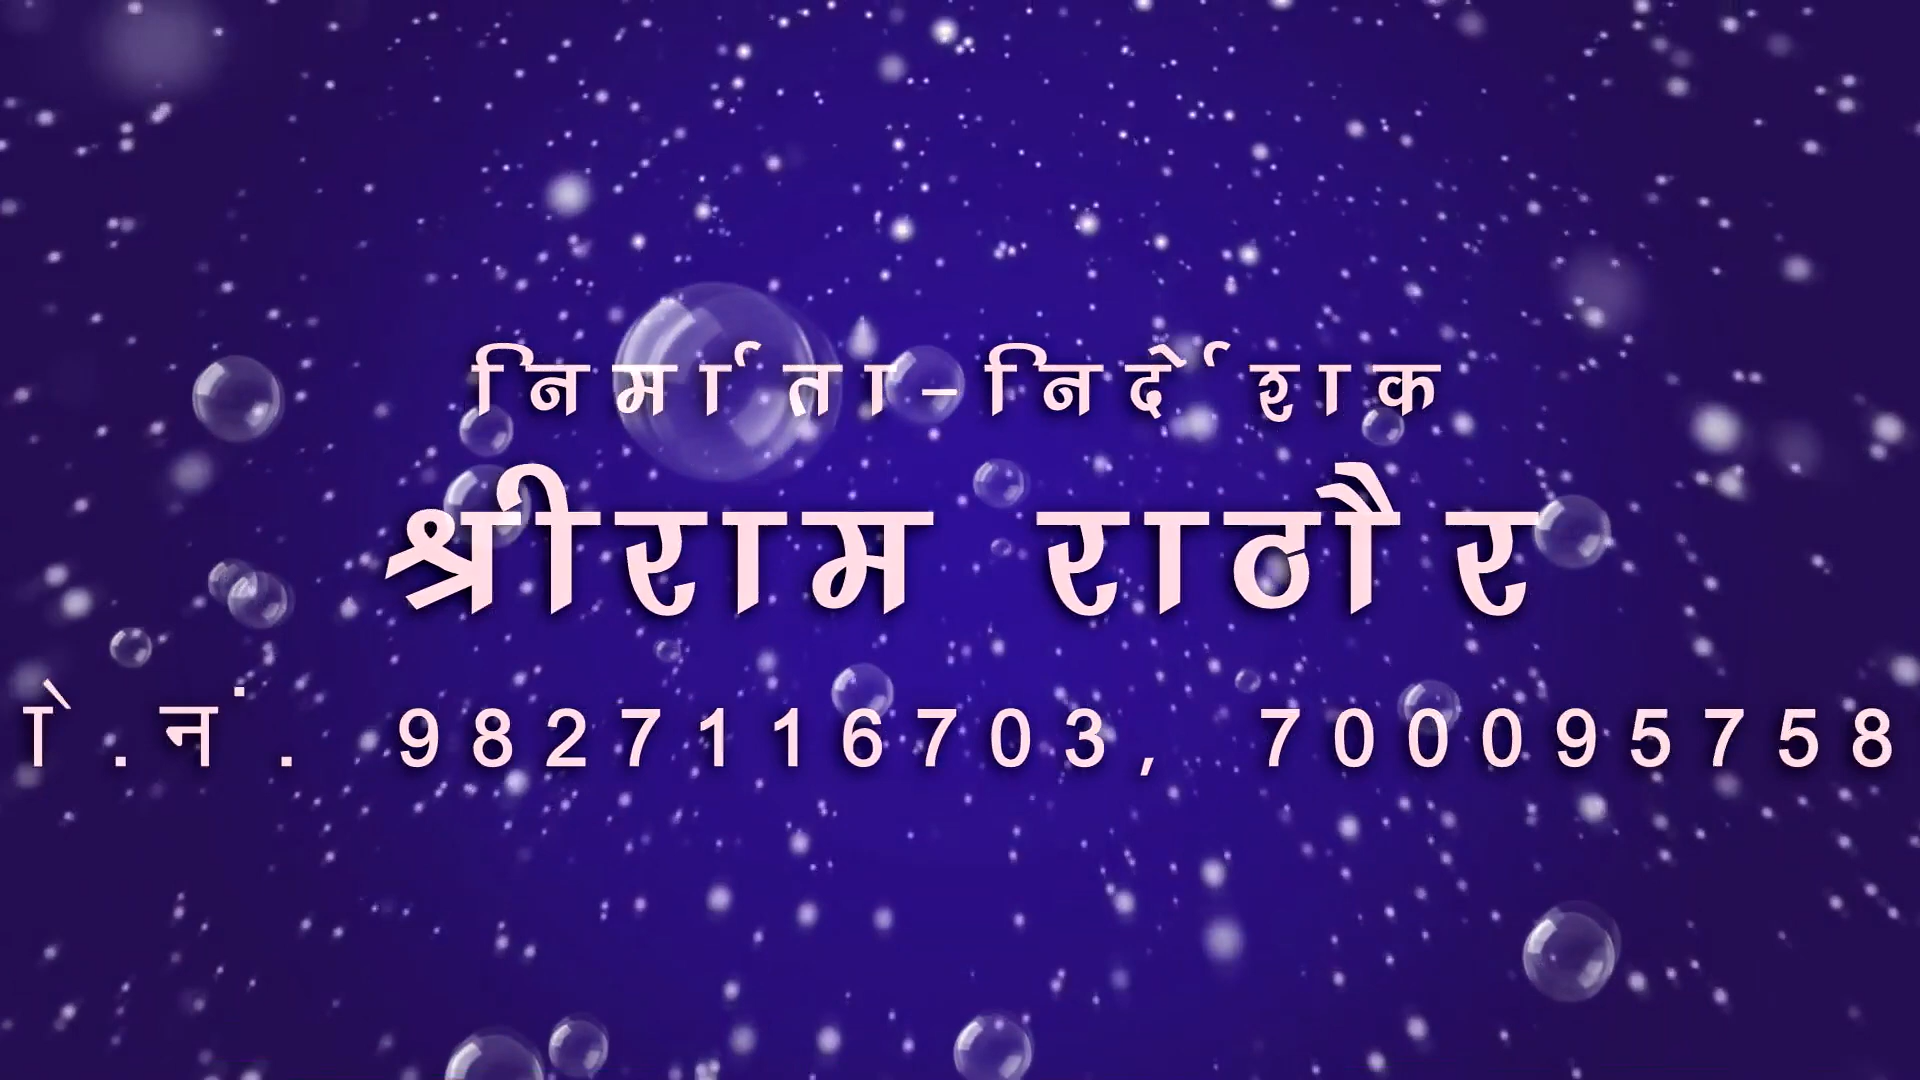 निर्माता–निर्देशक
श्रीराम राठौर
ो.नं. 9827116703, 700095758